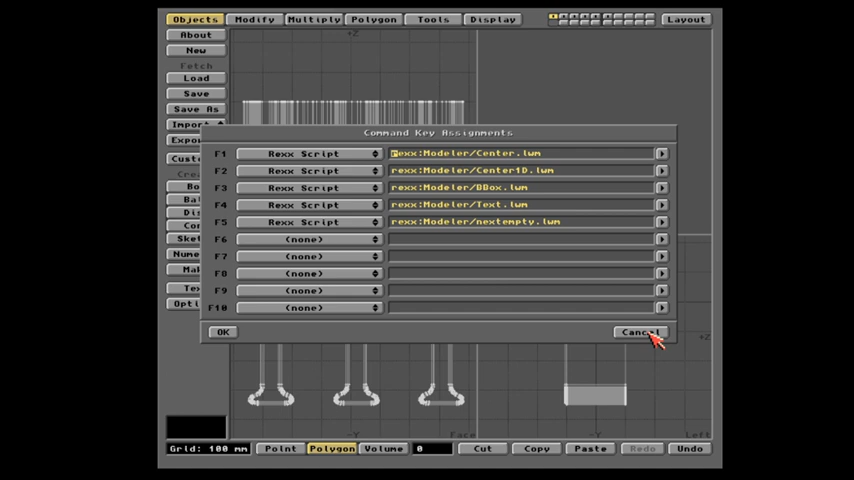 Objects Modify Multiply Polygon Tools Display Layout
About
New
Fetch
Load
Save
Save As
+Z
Command Key Assignments
F1 Rexx Script rexx:Modeler/Center.lwm
F2 Rexx Script rexx:Modeler/Center1D.lwm
F3 Rexx Script rexx:Modeler/BBox.lwm
F4 Rexx Script rexx:Modeler/Text.lwm
F5 Rexx Script rexx:Modeler/nextempty.lwm
F6 (none)
F7 (none)
F8 (none)
F9 (none)
F10 (none)
OK Cancel
+Z
-Y Face -Y Left
Grid: 100 mm Point Polygon Volume 0 Cut Copy Paste Redo Undo